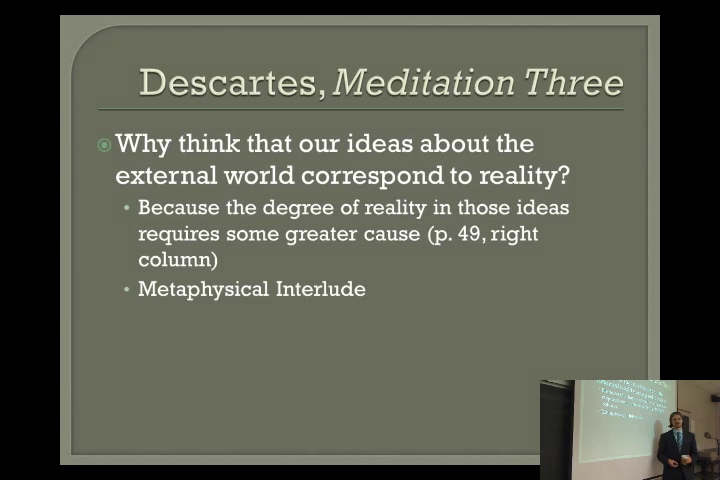 Descartes, Meditation Three
Why think that our ideas about the
external world correspond to reality?
• Because the degree of reality in those ideas
requires some greater cause (p. 49, right
column)
• Metaphysical Interlude